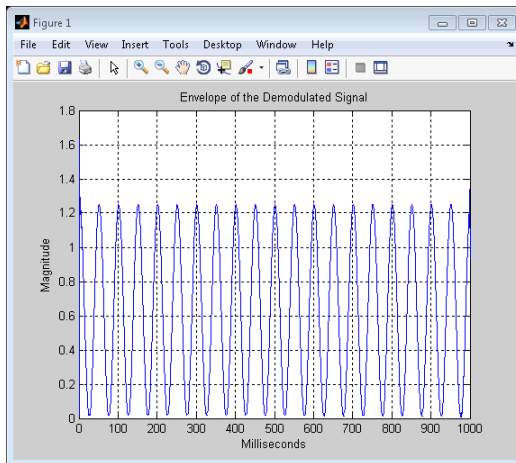 Figure 1
File Edit View Insert Tools Desktop Window Help
Envelope of the Demodulated Signal
1.8
1.6
1.4
1.2
1
0.8
0.6
0.4
0.2
0
Magnitude
0 100 200 300 400 500 600 700 800 900 1000
Milliseconds